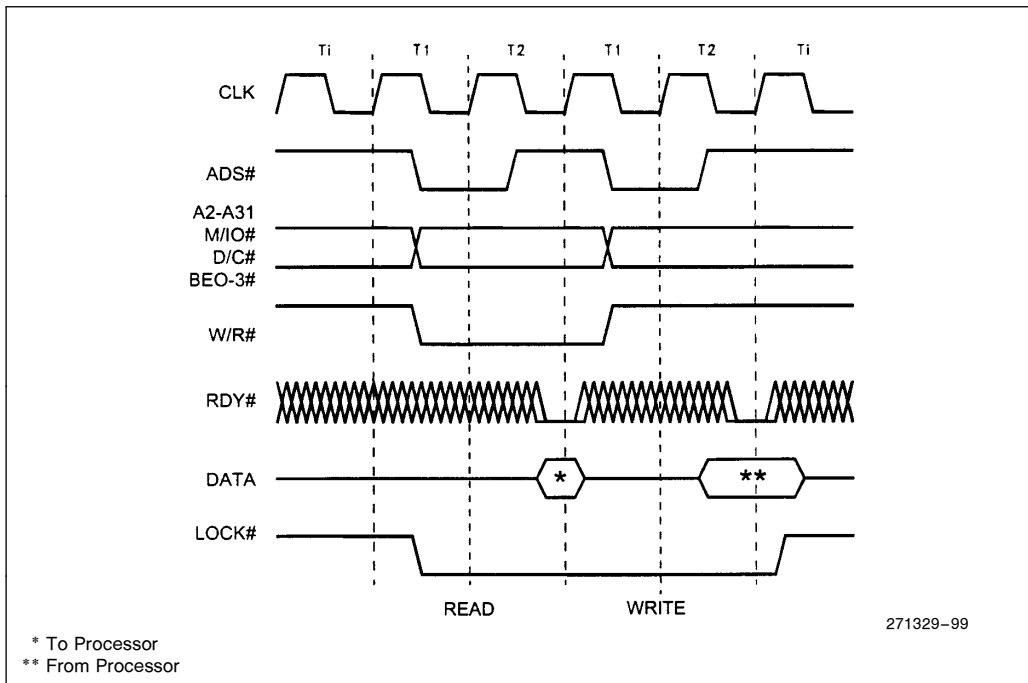 Ti T1 T2 T1 T2 Ti
CLK
ADS#
A2-A31
M/IO#
D/C#
BEO-3#
W/R#
RDY#
DATA * **
LOCK#
READ WRITE
271329–99
* To Processor
** From Processor